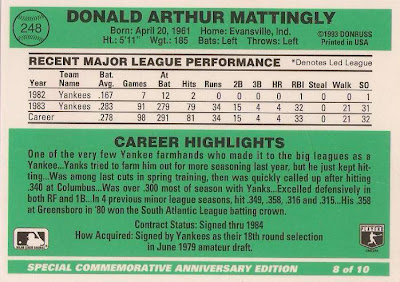 248
DONALD ARTHUR MATTINGLY
Born: April 20, 1961 Home: Evansville, Ind.
Ht: 5'11" Wgt.: 185 Bats: Left Throws: Left
©1993 DONRUSS
Printed in USA
RECENT MAJOR LEAGUE PERFORMANCE *Denotes Led League
Year Team Name Bat. Avg. Games At Bats Hits Runs 2B 3B HR RBI Steal Walk SO
1982 Yankees .167 7 12 2 0 0 0 0 1 0 0 1
1983 Yankees .283 91 279 79 34 15 4 4 32 0 21 31
Career .278 98 291 81 34 15 4 4 33 0 21 32
CAREER HIGHLIGHTS
One of the very few Yankee farmhands who made it to the big leagues as a
Yankee...Yanks tried to farm him out for more seasoning last year, but he just kept hit-
ting...Was among last cuts in spring training, then was quickly called up after hitting
.340 at Columbus...Was over .300 most of season with Yanks...Excelled defensively in
both RF and 1B...In 4 previous minor league seasons, hit .349, .358, .316 and .315...His .358
at Greensboro in '80 won the South Atlantic League batting crown.
Contract Status: Signed thru 1984
How Acquired: Signed by Yankees as their 18th round selection
in June 1979 amateur draft.
SPECIAL COMMEMORATIVE ANNIVERSARY EDITION 8 of 10